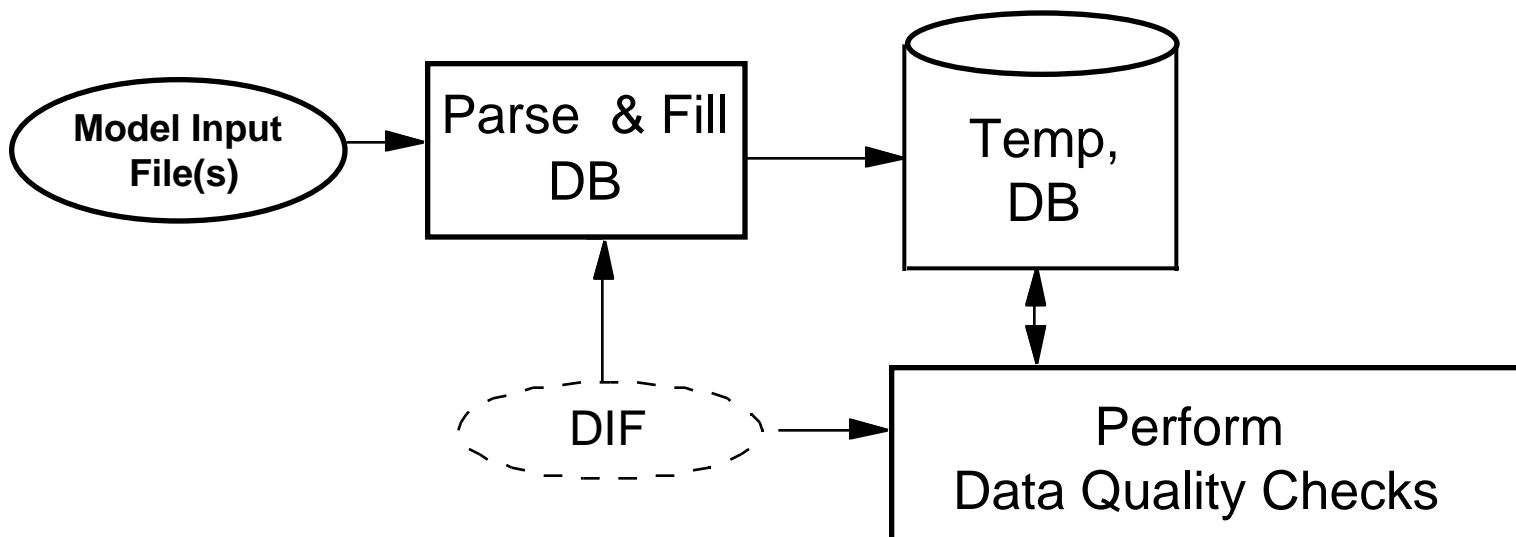 Model Input
File(s)
Parse & Fill
DB
Temp,
DB
DIF
Perform
Data Quality Checks